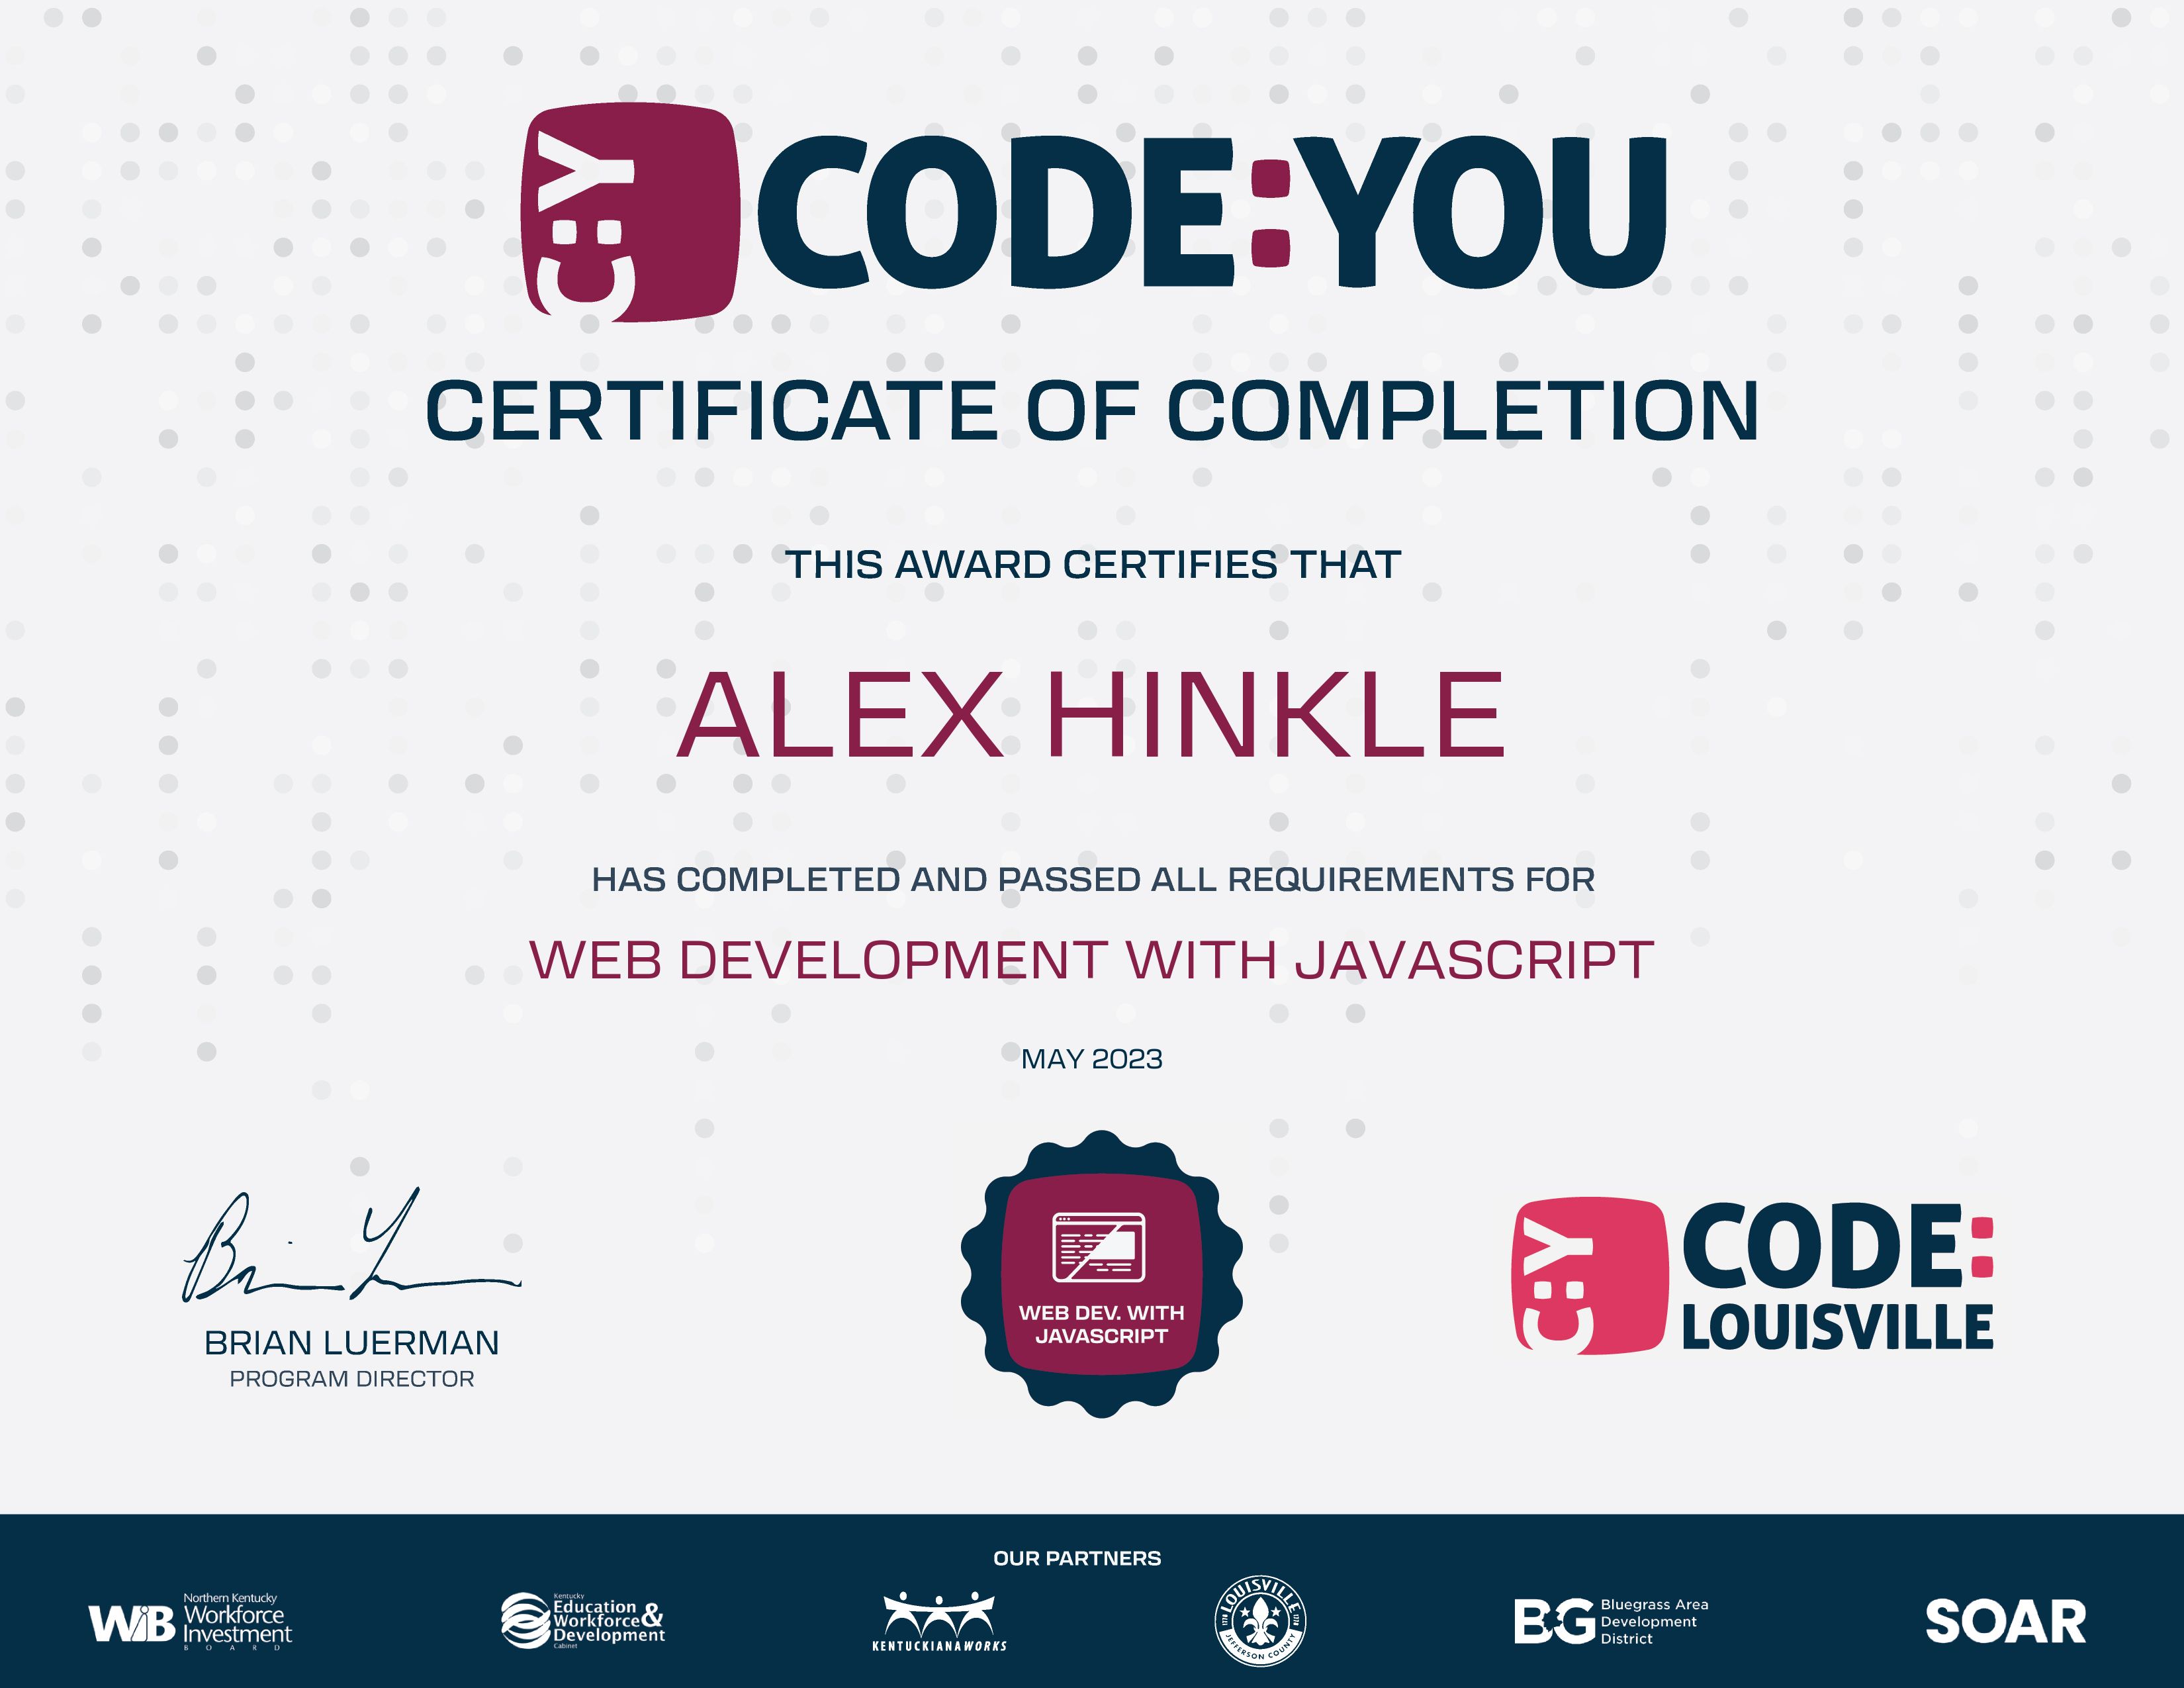 C:Y
CODE:YOU
CERTIFICATE OF COMPLETION
THIS AWARD CERTIFIES THAT
ALEX HINKLE
HAS COMPLETED AND PASSED ALL REQUIREMENTS FOR
WEB DEVELOPMENT WITH JAVASCRIPT
MAY 2023
BRIAN LUERMAN
PROGRAM DIRECTOR
WEB DEV. WITH
JAVASCRIPT
C:Y
CODE:
LOUISVILLE
OUR PARTNERS
WIB
Northern Kentucky
Workforce
Investment
BOARD
Kentucky
Education &
Workforce
Development
Cabinet
KENTUCKIANAWORKS
LOUISVILLE
1778
JEFFERSON COUNTY
BG
Bluegrass Area
Development
District
SOAR